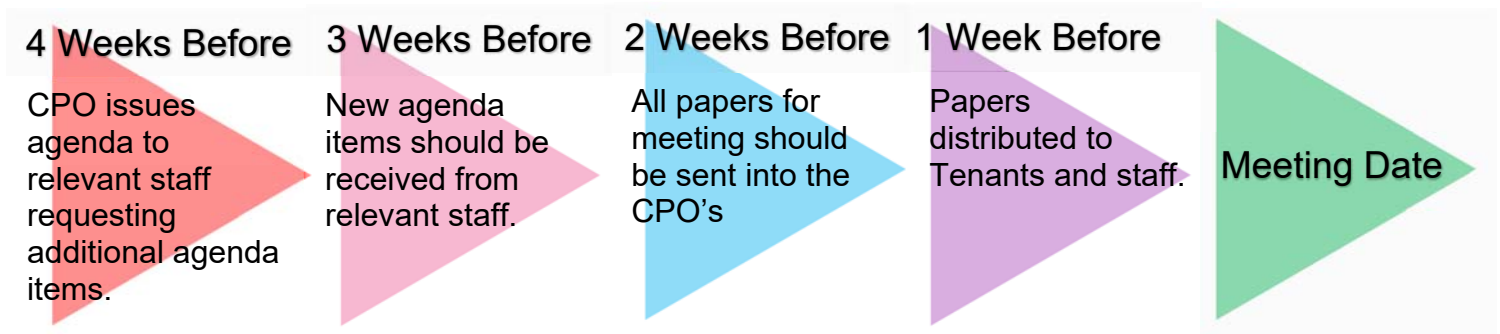 4 Weeks Before
CPO issues
agenda to
relevant staff
requesting
additional agenda
items.
3 Weeks Before
New agenda
items should be
received from
relevant staff.
2 Weeks Before
All papers for
meeting should
be sent into the
CPO’s
1 Week Before
Papers
distributed to
Tenants and staff.
Meeting Date